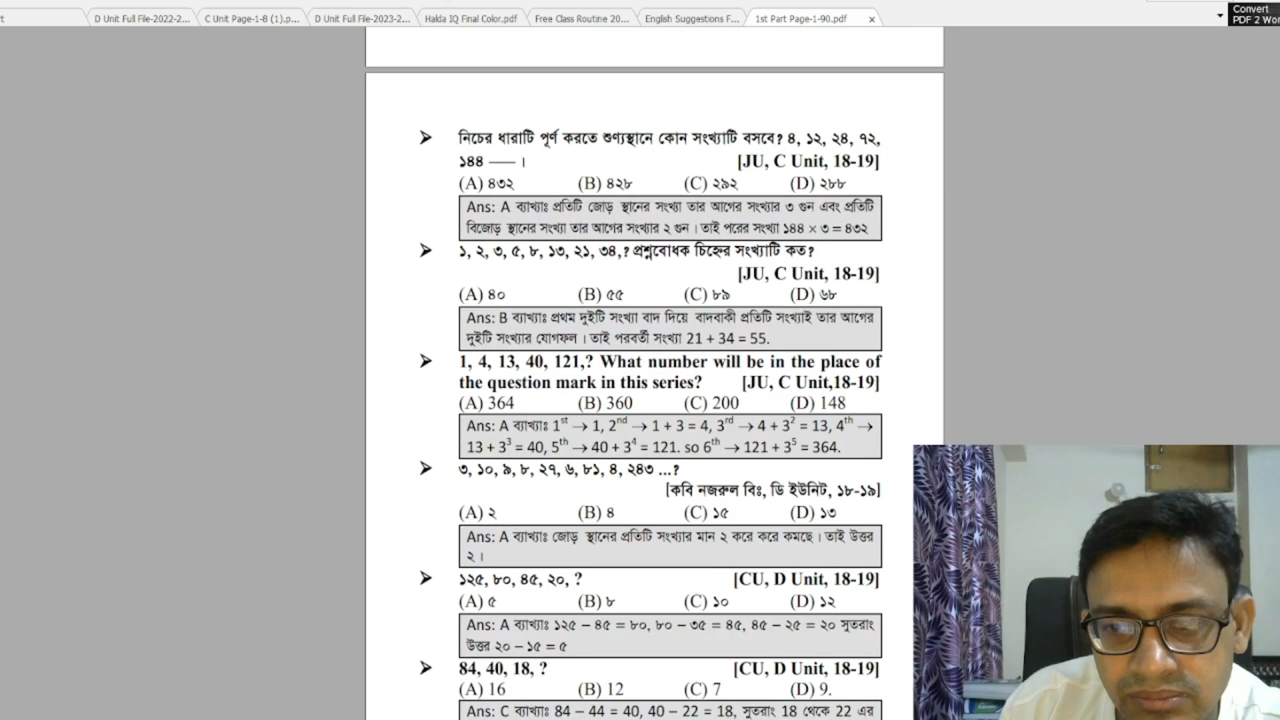 D Unit Full File-2022-2...
C Unit Page-1-8 (1).p...
D Unit Full File-2023-2...
Halda IQ Final Color.pdf
Free Class Routine 20...
English Suggestions F...
1st Part Page-1-90.pdf
Convert
PDF 2 Wor
➤ নিচের ধারাটি পূর্ণ করতে শুণ্যস্থানে কোন সংখ্যাটি বসবে? ৪, ১২, ২৪, ৭২,
১৪৪ —— । [JU, C Unit, 18-19]
(A) ৪৩২ (B) ৪২৮ (C) ২৯২ (D) ২৮৮
Ans: A ব্যাখ্যাঃ প্রতিটি জোড় স্থানের সংখ্যা তার আগের সংখ্যার ৩ গুন এবং প্রতিটি
বিজোড় স্থানের সংখ্যা তার আগের সংখ্যার ২ গুন। তাই পরের সংখ্যা ১৪৪ × ৩ = ৪৩২
➤ ১, ২, ৩, ৫, ৮, ১৩, ২১, ৩৪,? প্রশ্নবোধক চিহ্নের সংখ্যাটি কত?
[JU, C Unit, 18-19]
(A) ৪০ (B) ৫৫ (C) ৮৯ (D) ৬৮
Ans: B ব্যাখ্যাঃ প্রথম দুইটি সংখ্যা বাদ দিয়ে বাদবাকী প্রতিটি সংখ্যাই তার আগের
দুইটি সংখ্যার যোগফল। তাই পরবর্তী সংখ্যা 21 + 34 = 55.
➤ 1, 4, 13, 40, 121,? What number will be in the place of
the question mark in this series? [JU, C Unit,18-19]
(A) 364 (B) 360 (C) 200 (D) 148
Ans: A ব্যাখ্যাঃ 1st → 1, 2nd → 1 + 3 = 4, 3rd → 4 + 3² = 13, 4th →
13 + 3³ = 40, 5th → 40 + 3⁴ = 121. so 6th → 121 + 3⁵ = 364.
➤ ৩, ১০, ৯, ৮, ২৭, ৬, ৮১, ৪, ২৪৩ ...?
[কবি নজরুল বিঃ, ডি ইউনিট, ১৮-১৯]
(A) ২ (B) ৪ (C) ১৫ (D) ১৩
Ans: A ব্যাখ্যাঃ জোড় স্থানের প্রতিটি সংখ্যার মান ২ করে করে কমছে। তাই উত্তর
২।
➤ ১২৫, ৮০, ৪৫, ২০, ? [CU, D Unit, 18-19]
(A) ৫ (B) ৮ (C) ১০ (D) ১২
Ans: A ব্যাখ্যাঃ ১২৫ – ৪৫ = ৮০, ৮০ – ৩৫ = ৪৫, ৪৫ – ২৫ = ২০ সুতরাং
উত্তর ২০ – ১৫ = ৫
➤ 84, 40, 18, ? [CU, D Unit, 18-19]
(A) 16 (B) 12 (C) 7 (D) 9.
Ans: C ব্যাখ্যাঃ 84 – 44 = 40, 40 – 22 = 18, সুতরাং 18 থেকে 22 এর